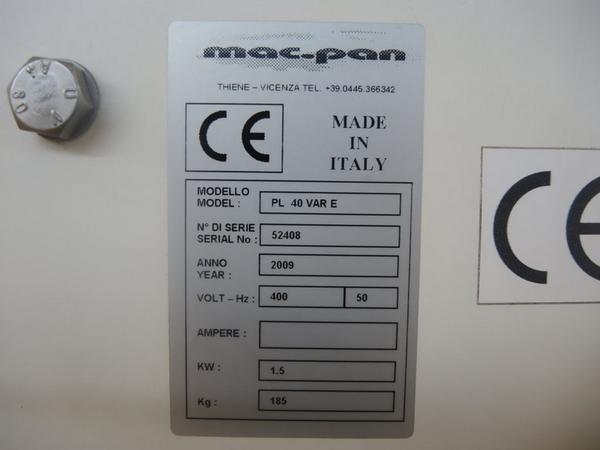 mac-pan
THIENE – VICENZA TEL. +39.0445.366342
CE
MADE
IN
ITALY
MODELLO
MODEL : PL 40 VAR E
N° DI SERIE
SERIAL No : 52408
ANNO
YEAR : 2009
VOLT – Hz : 400 50
AMPERE :
KW : 1.5
Kg : 185
CE